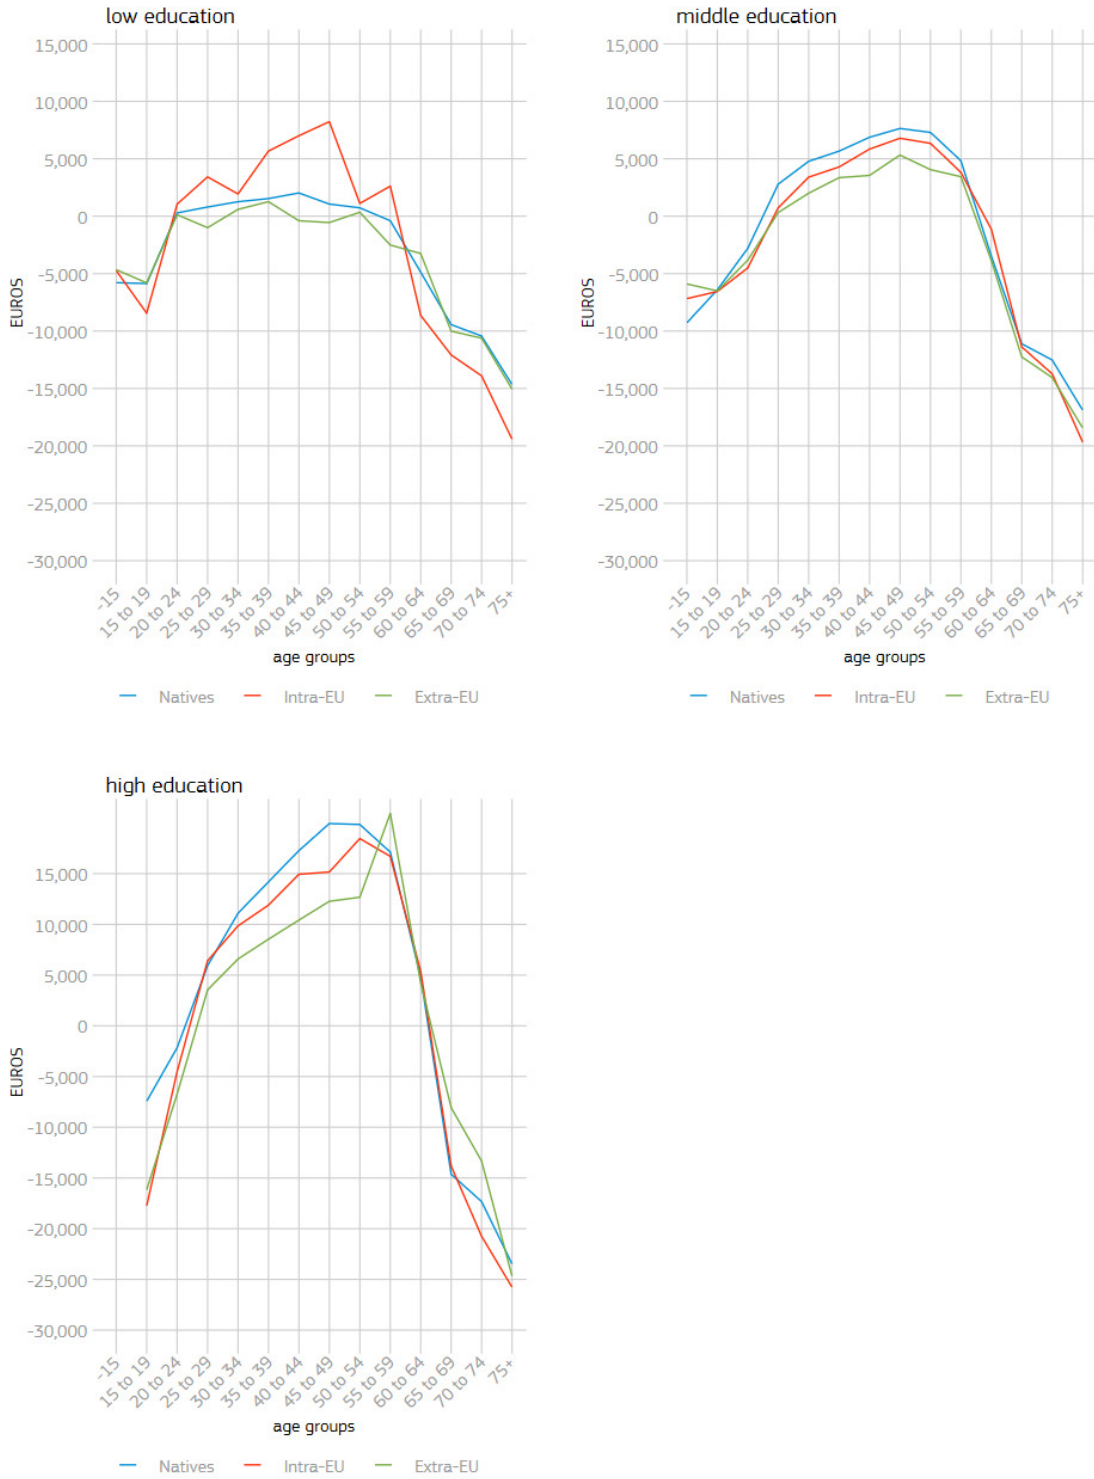 low education
15,000
10,000
5,000
0
-5,000
-10,000
-15,000
-20,000
-25,000
-30,000
EUROS
-15
15 to 19
20 to 24
25 to 29
30 to 34
35 to 39
40 to 44
45 to 49
50 to 54
55 to 59
60 to 64
65 to 69
70 to 74
75+
age groups
Natives Intra-EU Extra-EU
middle education
15,000
10,000
5,000
0
-5,000
-10,000
-15,000
-20,000
-25,000
-30,000
EUROS
-15
15 to 19
20 to 24
25 to 29
30 to 34
35 to 39
40 to 44
45 to 49
50 to 54
55 to 59
60 to 64
65 to 69
70 to 74
75+
age groups
Natives Intra-EU Extra-EU
high education
15,000
10,000
5,000
0
-5,000
-10,000
-15,000
-20,000
-25,000
-30,000
EUROS
-15
15 to 19
20 to 24
25 to 29
30 to 34
35 to 39
40 to 44
45 to 49
50 to 54
55 to 59
60 to 64
65 to 69
70 to 74
75+
age groups
Natives Intra-EU Extra-EU